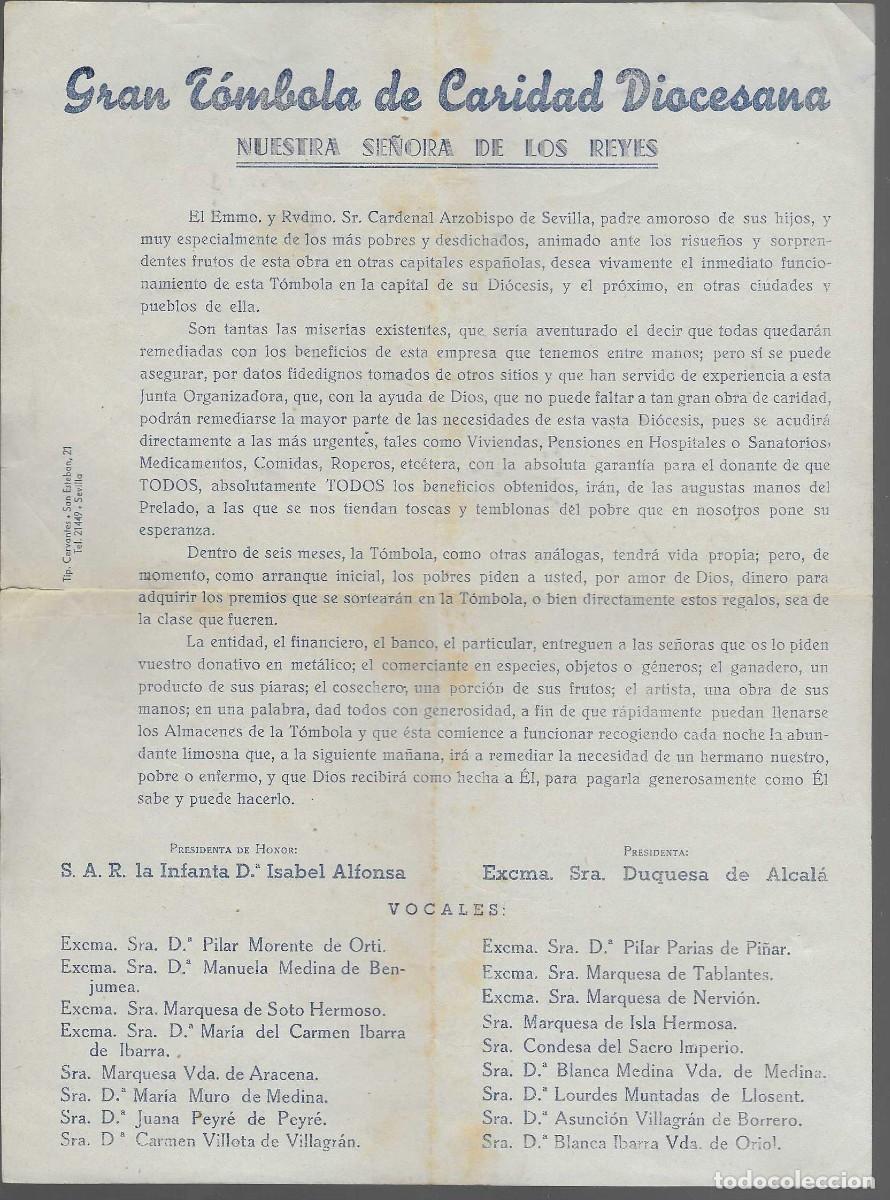 Gran Tómbola de Caridad Diocesana
NUESTRA SEÑORA DE LOS REYES
El Emmo. y Rvdmo. Sr. Cardenal Arzobispo de Sevilla, padre amoroso de sus hijos, y
muy especialmente de los más pobres y desdichados, animado ante los risueños y sorpren-
dentes frutos de esta obra en otras capitales españolas, desea vivamente el inmediato funcio-
namiento de esta Tómbola en la capital de su Diócesis, y el próximo, en otras ciudades y
pueblos de ella.
Son tantas las miserias existentes, que sería aventurado el decir que todas quedarán
remediadas con los beneficios de esta empresa que tenemos entre manos; pero sí se puede
asegurar, por datos fidedignos tomados de otros sitios y que han servido de experiencia a esta
Junta Organizadora, que, con la ayuda de Dios, que no puede faltar a tan gran obra de caridad,
podrán remediarse la mayor parte de las necesidades de esta vasta Diócesis, pues se acudirá
directamente a las más urgentes, tales como Viviendas, Pensiones en Hospitales o Sanatorios,
Medicamentos, Comidas, Roperos, etcétera, con la absoluta garantía para el donante de que
TODOS, absolutamente TODOS los beneficios obtenidos, irán, de las augustas manos del
Prelado, a las que se nos tiendan toscas y temblonas del pobre que en nosotros pone su
esperanza.
Dentro de seis meses, la Tómbola, como otras análogas, tendrá vida propia; pero, de
momento, como arranque inicial, los pobres piden a usted, por amor de Dios, dinero para
adquirir los premios que se sortearán en la Tómbola, o bien directamente estos regalos, sea de
la clase que fueren.
La entidad, el financiero, el banco, el particular, entreguen a las señoras que os lo piden
vuestro donativo en metálico; el comerciante en especies, objetos o géneros; el ganadero, un
producto de sus piaras; el cosechero, una porción de sus frutos; el artista, una obra de sus
manos; en una palabra, dad todos con generosidad, a fin de que rápidamente puedan llenarse
los Almacenes de la Tómbola y que ésta comience a funcionar recogiendo cada noche la abun-
dante limosna que, a la siguiente mañana, irá a remediar la necesidad de un hermano nuestro,
pobre o enfermo, y que Dios recibirá como hecha a Él, para pagarla generosamente como Él
sabe y puede hacerlo.
Tip. Cervantes • San Esteban, 21
Tel. 21449 • Sevilla
PRESIDENTA DE HONOR:
S. A. R. la Infanta D.ª Isabel Alfonsa
PRESIDENTA:
Excma. Sra. Duquesa de Alcalá
VOCALES:
Excma. Sra. D.ª Pilar Morente de Orti.
Excma. Sra. D.ª Manuela Medina de Ben-
jumea.
Excma. Sra. Marquesa de Soto Hermoso.
Excma. Sra. D.ª María del Carmen Ibarra
de Ibarra.
Sra. Marquesa Vda. de Aracena.
Sra. D.ª María Muro de Medina.
Sra. D.ª Juana Peyré de Peyré.
Sra. D ª Carmen Villota de Villagrán.
Excma. Sra. D.ª Pilar Parias de Piñar.
Excma. Sra. Marquesa de Tablantes.
Excma. Sra. Marquesa de Nervión.
Sra. Marquesa de Isla Hermosa.
Sra. Condesa del Sacro Imperio.
Sra. D.ª Blanca Medina Vda. de Medina.
Sra. D.ª Lourdes Muntadas de Llosent.
Sra. D.ª Asunción Villagrán de Borrero.
Sra. D.ª Blanca Ibarra Vda. de Oriol.
todocoleccion